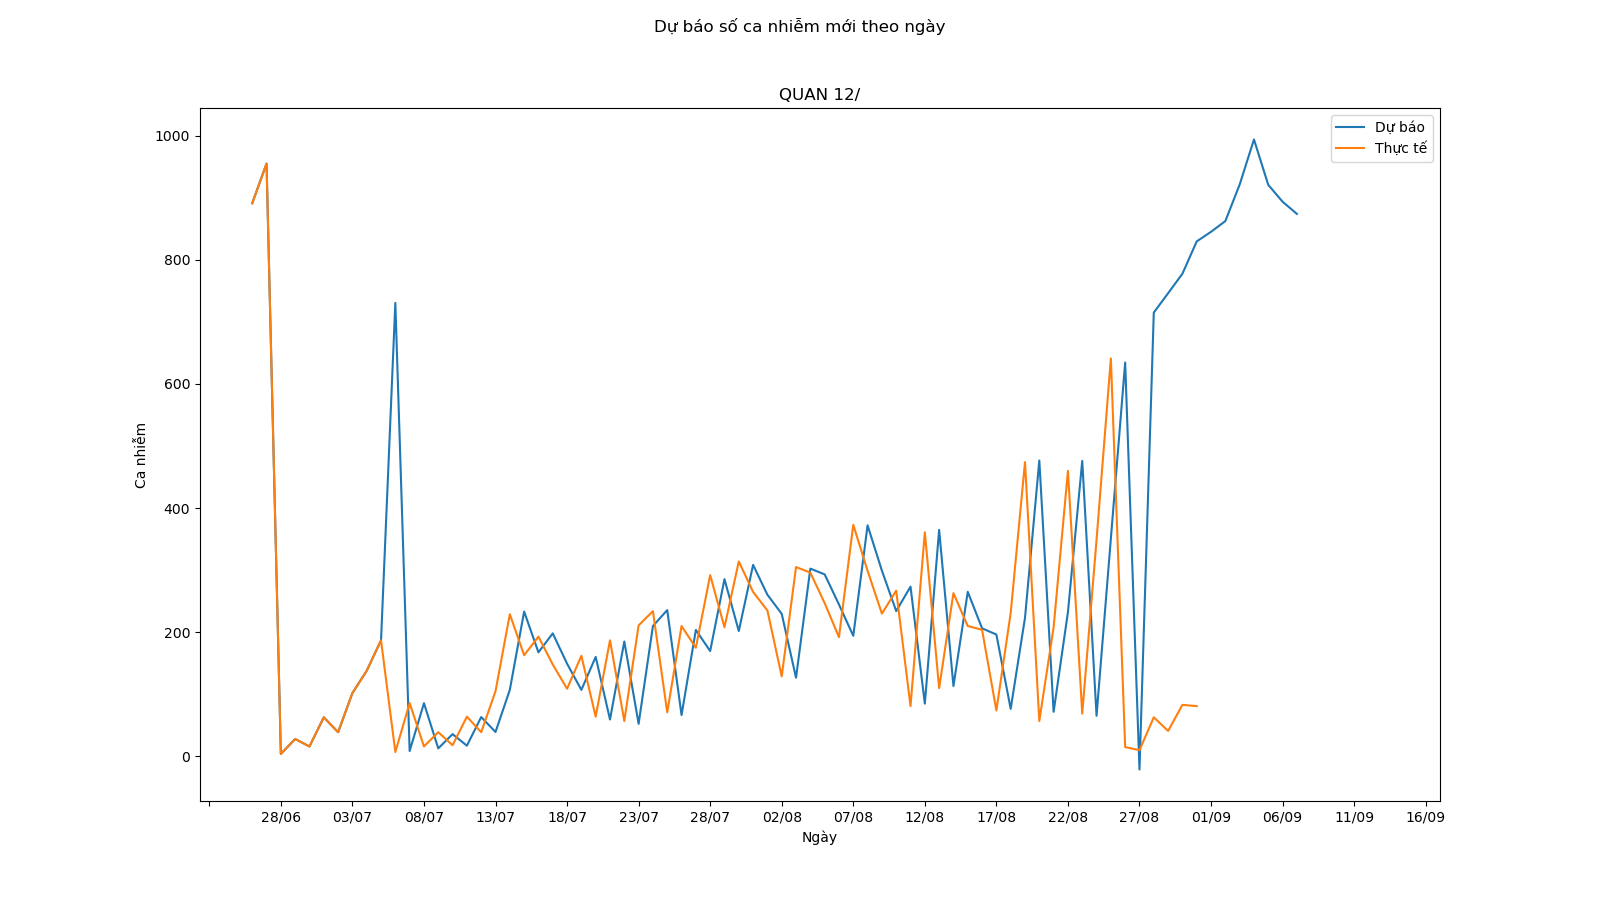 Dự báo số ca nhiễm mới theo ngày
QUAN 12/
Dự báo
Thực tế
1000
800
600
400
200
0
Ca nhiễm
28/06 03/07 08/07 13/07 18/07 23/07 28/07 02/08 07/08 12/08 17/08 22/08 27/08 01/09 06/09 11/09 16/09
Ngày